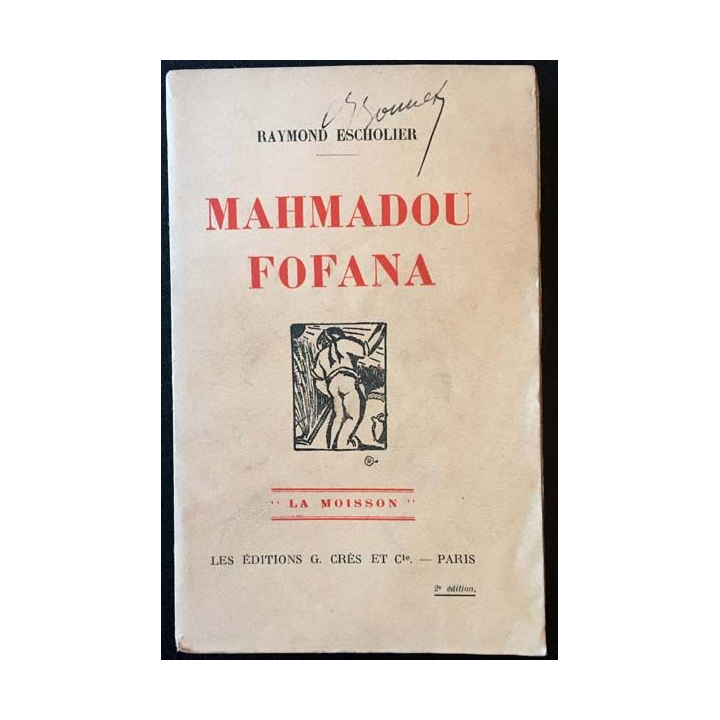 RAYMOND ESCHOLIER
MAHMADOU
FOFANA
"LA MOISSON"
LES ÉDITIONS G. CRÈS ET Cie. — PARIS
2e édition.